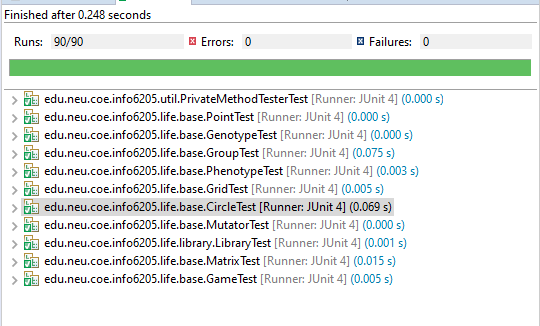 Finished after 0.248 seconds
Runs: 90/90 Errors: 0 Failures: 0
edu.neu.coe.info6205.util.PrivateMethodTesterTest [Runner: JUnit 4] (0.000 s)
edu.neu.coe.info6205.life.base.PointTest [Runner: JUnit 4] (0.000 s)
edu.neu.coe.info6205.life.base.GenotypeTest [Runner: JUnit 4] (0.000 s)
edu.neu.coe.info6205.life.base.GroupTest [Runner: JUnit 4] (0.075 s)
edu.neu.coe.info6205.life.base.PhenotypeTest [Runner: JUnit 4] (0.003 s)
edu.neu.coe.info6205.life.base.GridTest [Runner: JUnit 4] (0.005 s)
edu.neu.coe.info6205.life.base.CircleTest [Runner: JUnit 4] (0.069 s)
edu.neu.coe.info6205.life.base.MutatorTest [Runner: JUnit 4] (0.000 s)
edu.neu.coe.info6205.life.library.LibraryTest [Runner: JUnit 4] (0.001 s)
edu.neu.coe.info6205.life.base.MatrixTest [Runner: JUnit 4] (0.015 s)
edu.neu.coe.info6205.life.base.GameTest [Runner: JUnit 4] (0.005 s)